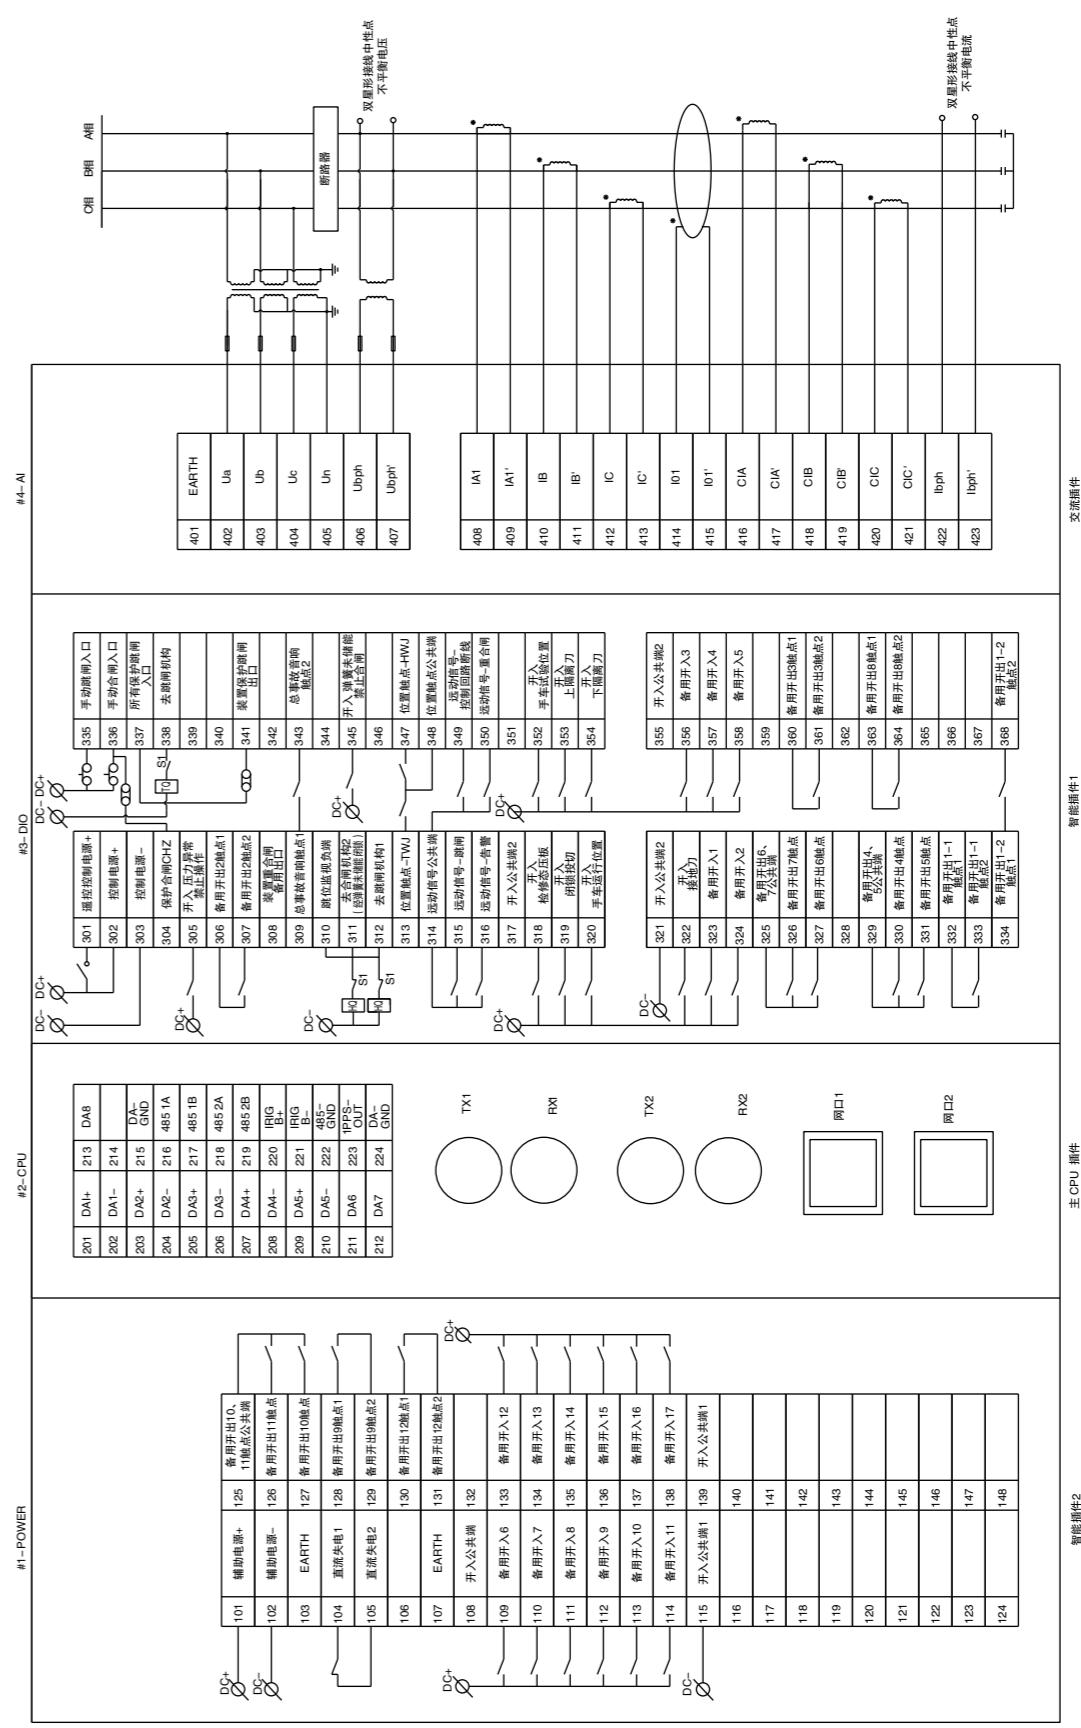 #1-POWER
101
辅助电源+
125
备用开出10、
11触点公共端
102
辅助电源-
126
备用开出11触点
103
EARTH
127
备用开出10触点
104
直流失电1
128
备用开出9触点1
105
直流失电2
129
备用开出9触点2
106
130
备用开出12触点1
107
EARTH
131
备用开出12触点2
108
开入公共端
132
109
备用开入6
133
备用开入12
110
备用开入7
134
备用开入13
111
备用开入8
135
备用开入14
112
备用开入9
136
备用开入15
113
备用开入10
137
备用开入16
114
备用开入11
138
备用开入17
115
开入公共端1
139
开入公共端1
116
140
117
141
118
142
119
143
120
144
121
145
122
146
123
147
124
148
DC+
DC-
DC+
DC-
DC+
智能插件2
#2-CPU
201
DAI+
213
DA8
202
DA1-
214
203
DA2+
215
DA-
GND
204
DA2-
216
485 1A
205
DA3+
217
485 1B
206
DA3-
218
485 2A
207
DA4+
219
485 2B
208
DA4-
220
IRIG
B+
209
DA5+
221
IRIG
B-
210
DA5-
222
485-
GND
211
DA6
223
1PPS-
OUT
212
DA7
224
DA-
GND
TX1
RX1
TX2
RX2
网口1
网口2
主 CPU 插件
#3-DIO
DC-
DC+
DC+
DC-
DC+
DC-
DC- DC+
DC+
DC+
HQ
S1
HQ
S1
TQ
S1
301
遥控控制电源+
335
手动跳闸入口
302
控制电源+
336
手动合闸入口
303
控制电源-
337
所有保护跳闸
入口
304
保护合闸CHZ
338
去跳闸机构
305
开入 压力异常
禁止操作
339
306
备用开出2触点1
340
307
备用开出2触点2
341
装置保护跳闸
出口
308
装置重合闸
备用出口
342
309
总事故音响触点1
343
总事故音响
触点2
310
跳位监视负端
344
311
去合闸机构2
(经弹簧未储能闭锁)
345
开入,弹簧未储能
禁止合闸
312
去跳闸机构1
346
313
位置触点-TWJ
347
位置触点-HWJ
314
远动信号公共端
348
位置触点公共端
315
远动信号-跳闸
349
远动信号-
控制回路断线
316
远动信号-告警
350
远动信号-重合闸
317
开入公共端2
351
318
开入
检修态压板
352
开入
手车试验位置
319
开入
闭锁投切
353
开入
上隔离刀
320
开入
手车运行位置
354
开入
下隔离刀
321
开入公共端2
355
开入公共端2
322
开入
接地刀
356
备用开入3
323
备用开入1
357
备用开入4
324
备用开入2
358
备用开入5
325
备用开出6、
7公共端
359
326
备用开出7触点
360
备用开出3触点1
327
备用开出6触点
361
备用开出3触点2
362
329
备用开出4、
5公共端
363
备用开出8触点1
330
备用开出4触点
364
备用开出8触点2
331
备用开出5触点
365
332
备用开出1-1
触点1
366
333
备用开出1-1
触点2
367
334
备用开出1-2
触点1
368
备用开出1-2
触点2
智能插件1
#4-AI
401
EARTH
402
Ua
403
Ub
404
Uc
405
Un
406
Ubph
407
Ubph'
408
IA1
409
IA1'
410
IB
411
IB'
412
IC
413
IC'
414
I01
415
I01'
416
CIA
417
CIA'
418
CIB
419
CIB'
420
CIC
421
CIC'
422
Ibph
423
Ibph'
交流插件
C相
B相
A相
断路器
双星形接线中性点
不平衡电压
双星形接线中性点
不平衡电流